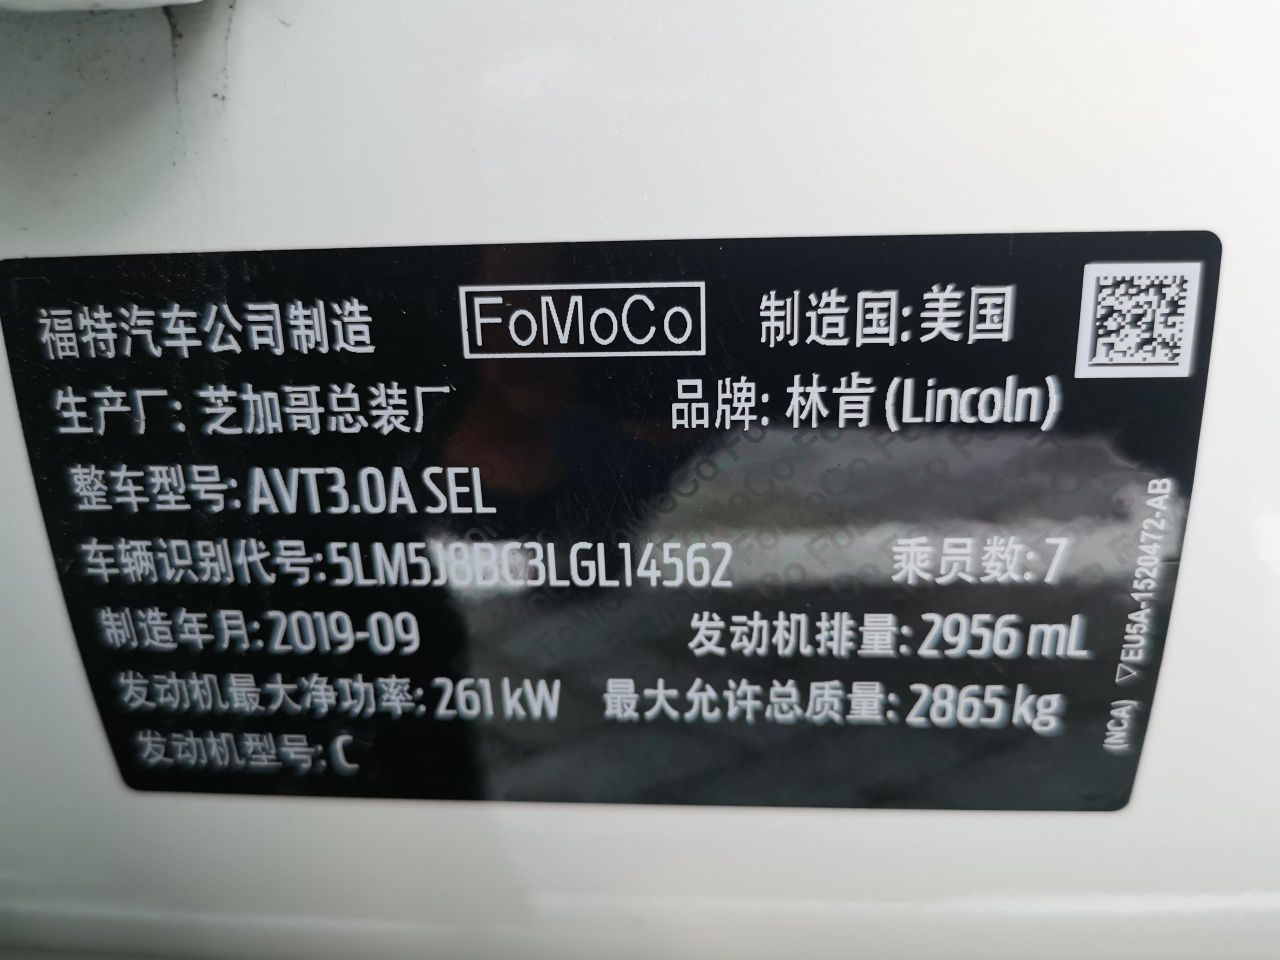 福特汽车公司制造 FoMoCo 制造国:美国
生产厂:芝加哥总装厂 品牌:林肯(Lincoln)
整车型号:AVT3.0A SEL
车辆识别代号:5LM5J8BC3LGL14562 乘员数:7
制造年月:2019-09 发动机排量:2956 mL
发动机最大净功率:261 kW 最大允许总质量:2865 kg
发动机型号:C
(NCA) ▽EU5A-1520472-AB